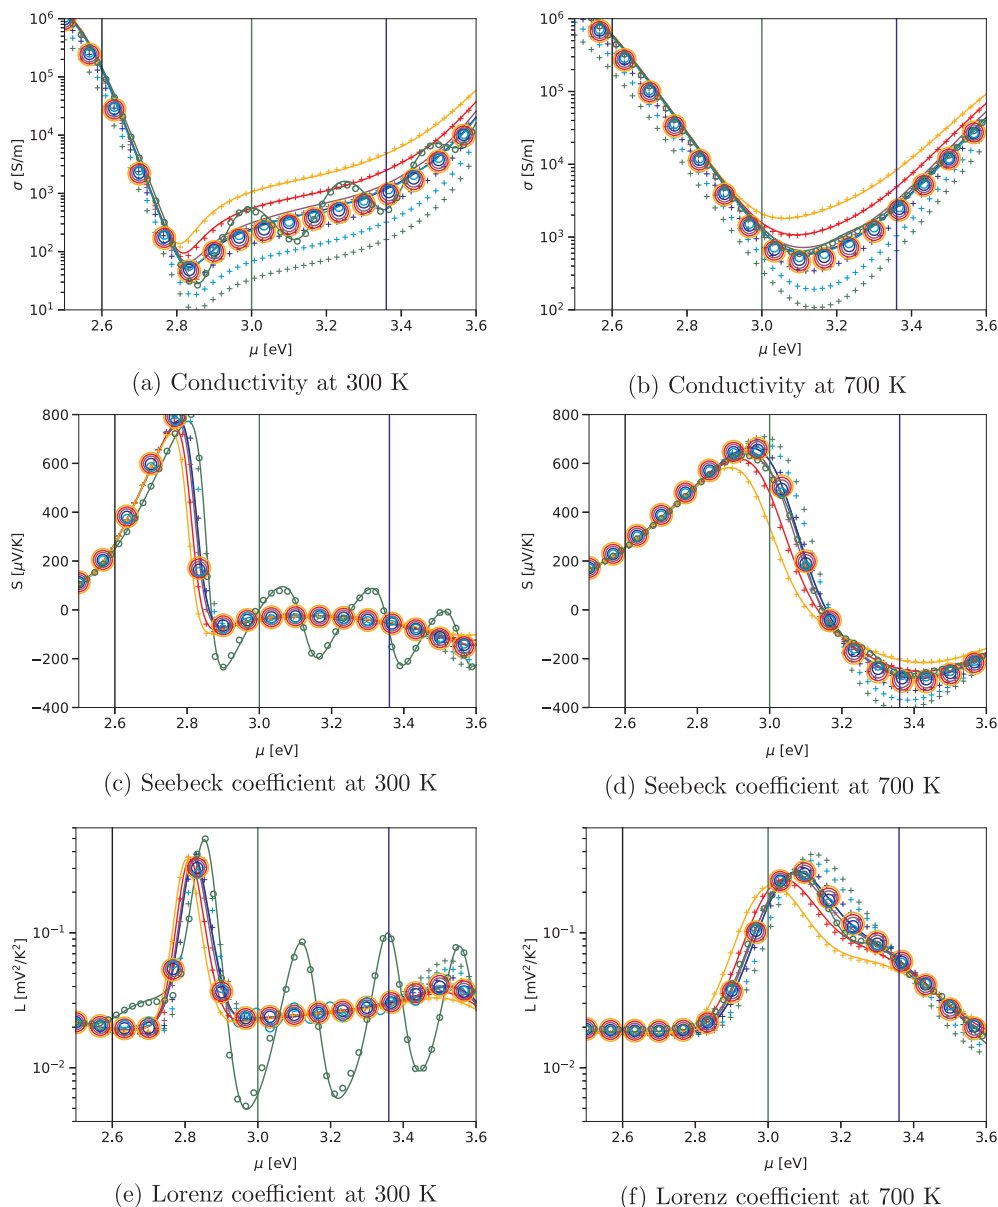 10⁶
10⁵
10⁴
10³
10²
10¹
σ [S/m]
2.6 2.8 3.0 3.2 3.4 3.6
μ [eV]
(a) Conductivity at 300 K
10⁶
10⁵
10⁴
10³
10²
σ [S/m]
2.6 2.8 3.0 3.2 3.4 3.6
μ [eV]
(b) Conductivity at 700 K
800
600
400
200
0
−200
−400
S [μV/K]
2.6 2.8 3.0 3.2 3.4 3.6
μ [eV]
(c) Seebeck coefficient at 300 K
800
600
400
200
0
−200
−400
S [μV/K]
2.6 2.8 3.0 3.2 3.4 3.6
μ [eV]
(d) Seebeck coefficient at 700 K
10⁻¹
10⁻²
L [mV²/K²]
2.6 2.8 3.0 3.2 3.4 3.6
μ [eV]
(e) Lorenz coefficient at 300 K
10⁻¹
10⁻²
L [mV²/K²]
2.6 2.8 3.0 3.2 3.4 3.6
μ [eV]
(f) Lorenz coefficient at 700 K